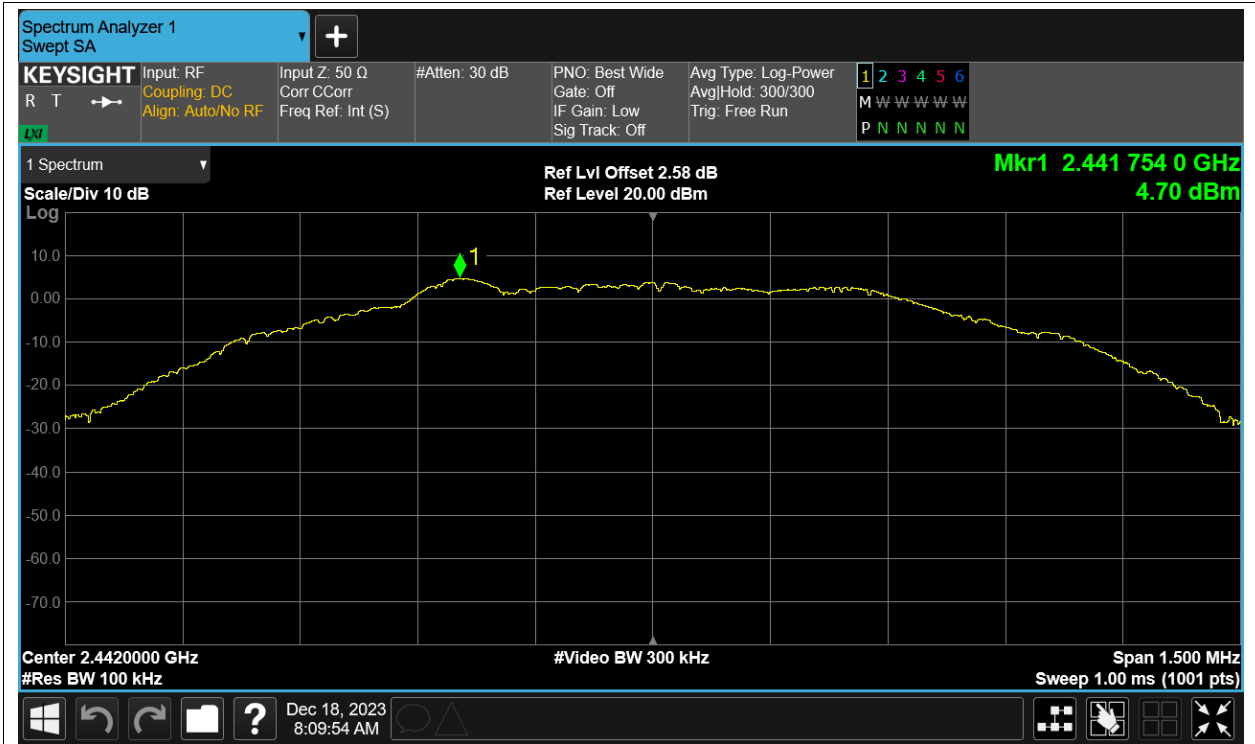 Spectrum Analyzer 1
Swept SA
KEYSIGHT
R T
LXI
Input: RF
Coupling: DC
Align: Auto/No RF
Input Z: 50 Ω
Corr CCorr
Freq Ref: Int (S)
#Atten: 30 dB
PNO: Best Wide
Gate: Off
IF Gain: Low
Sig Track: Off
Avg Type: Log-Power
Avg|Hold: 300/300
Trig: Free Run
1 2 3 4 5 6
M W W W W W
P N N N N N
1 Spectrum
Scale/Div 10 dB
Log
Ref Lvl Offset 2.58 dB
Ref Level 20.00 dBm
Mkr1 2.441 754 0 GHz
4.70 dBm
1
10.0
0.00
-10.0
-20.0
-30.0
-40.0
-50.0
-60.0
-70.0
Center 2.4420000 GHz
#Res BW 100 kHz
#Video BW 300 kHz
Span 1.500 MHz
Sweep 1.00 ms (1001 pts)
?
Dec 18, 2023
8:09:54 AM